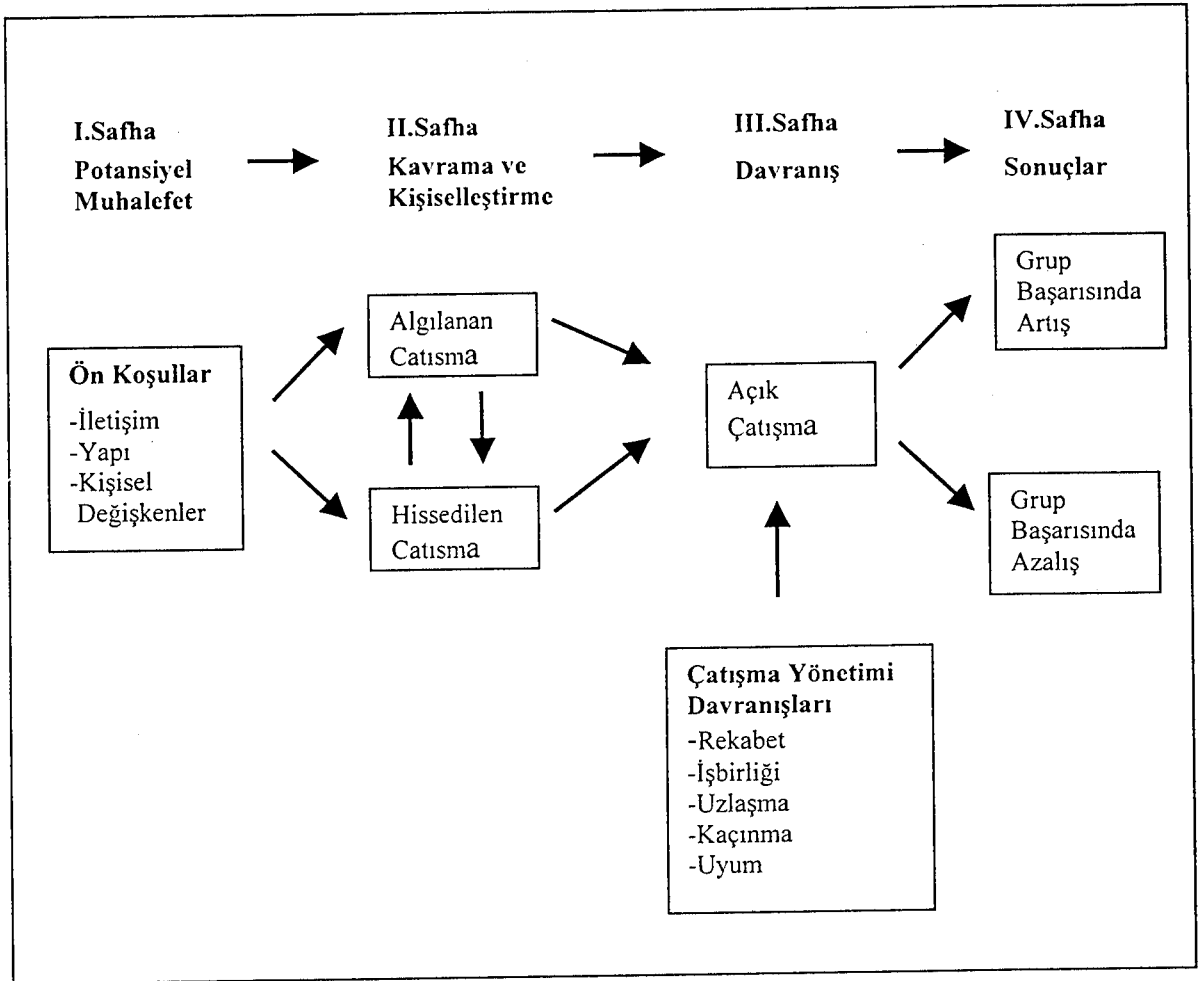 I.Safha
Potansiyel
Muhalefet
II.Safha
Kavrama ve
Kişiselleştirme
III.Safha
Davranış
IV.Safha
Sonuçlar
Ön Koşullar
-İletişim
-Yapı
-Kişisel
Değişkenler
Algılanan
Catısma
Hissedilen
Catısma
Açık
Çatışma
Çatışma Yönetimi
Davranışları
-Rekabet
-İşbirliği
-Uzlaşma
-Kaçınma
-Uyum
Grup
Başarısında
Artış
Grup
Başarısında
Azalış